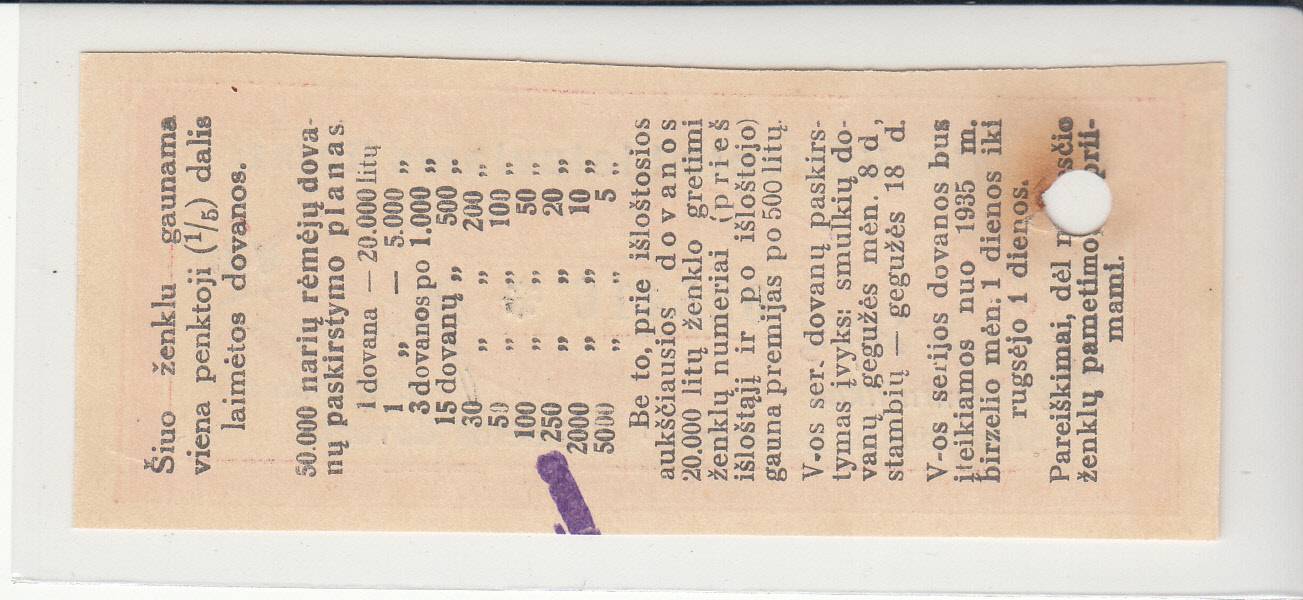 Šiuo ženklu gaunama
viena penktoji (1/5) dalis
laimėtos dovanos.
50.000 narių rėmėjų dova-
nų paskirstymo planas
1 dovana — 20.000 litų
1 „ — 5.000 „
3 dovanos po 1.000 „
15 dovanų „ 500 „
30 „ „ 200 „
50 „ „ 100 „
100 „ „ 50 „
250 „ „ 20 „
2000 „ „ 10 „
5000 „ „ 5 „
Be to, prie išloštosios
aukščiausios dovanos
20.000 litų ženklo gretimi
ženklų numeriai (prieš
išloštąjį ir po išloštojo)
gauna premijas po 500 litų.
V-os ser. dovanų paskirs-
tymas įvyks: smulkių do-
vanų gegužės mėn. 8 d,
stambių — gegužės 18 d.
V-os serijos dovanos bus
įteikiamos nuo 1935 m.
birzelio mėn. 1 dienos iki
rugsėjo 1 dienos.
Pareiškimai, dėl
ženklų pametimo, pri-
mami.